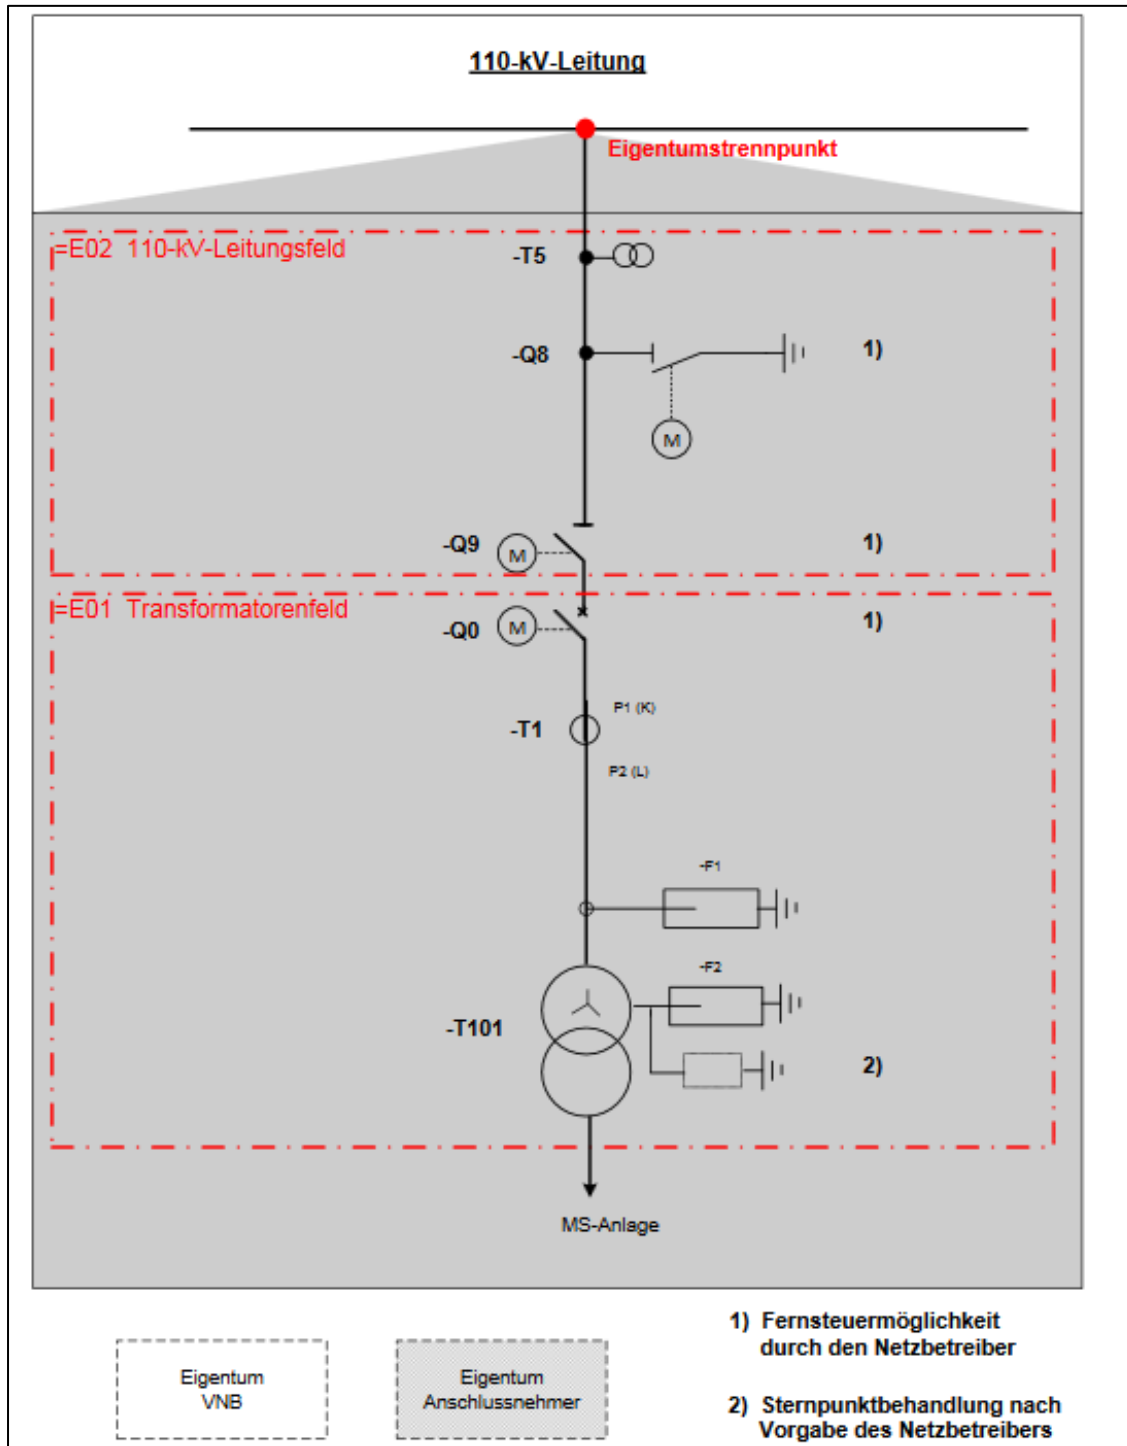 110-kV-Leitung
Eigentumstrennpunkt
=E02 110-kV-Leitungsfeld
-T5
-Q8
1)
M
-Q9
M
1)
=E01 Transformatorenfeld
-Q0
M
1)
P1 (K)
-T1
P2 (L)
-F1
-F2
-T101
2)
MS-Anlage
Eigentum
VNB
Eigentum
Anschlussnehmer
1) Fernsteuermöglichkeit
durch den Netzbetreiber
2) Sternpunktbehandlung nach
Vorgabe des Netzbetreibers